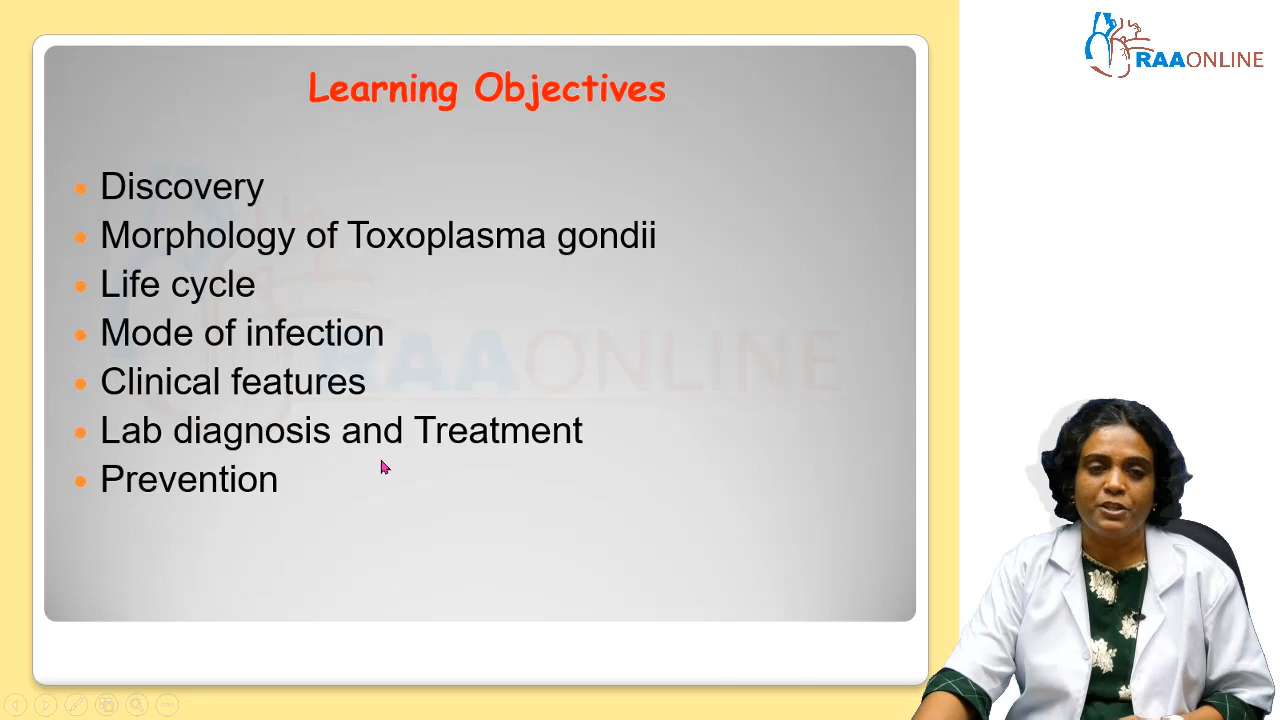 Learning Objectives
RAAONLINE
Discovery
Morphology of Toxoplasma gondii
Life cycle
Mode of infection
Clinical features
Lab diagnosis and Treatment
Prevention
RAAONLINE